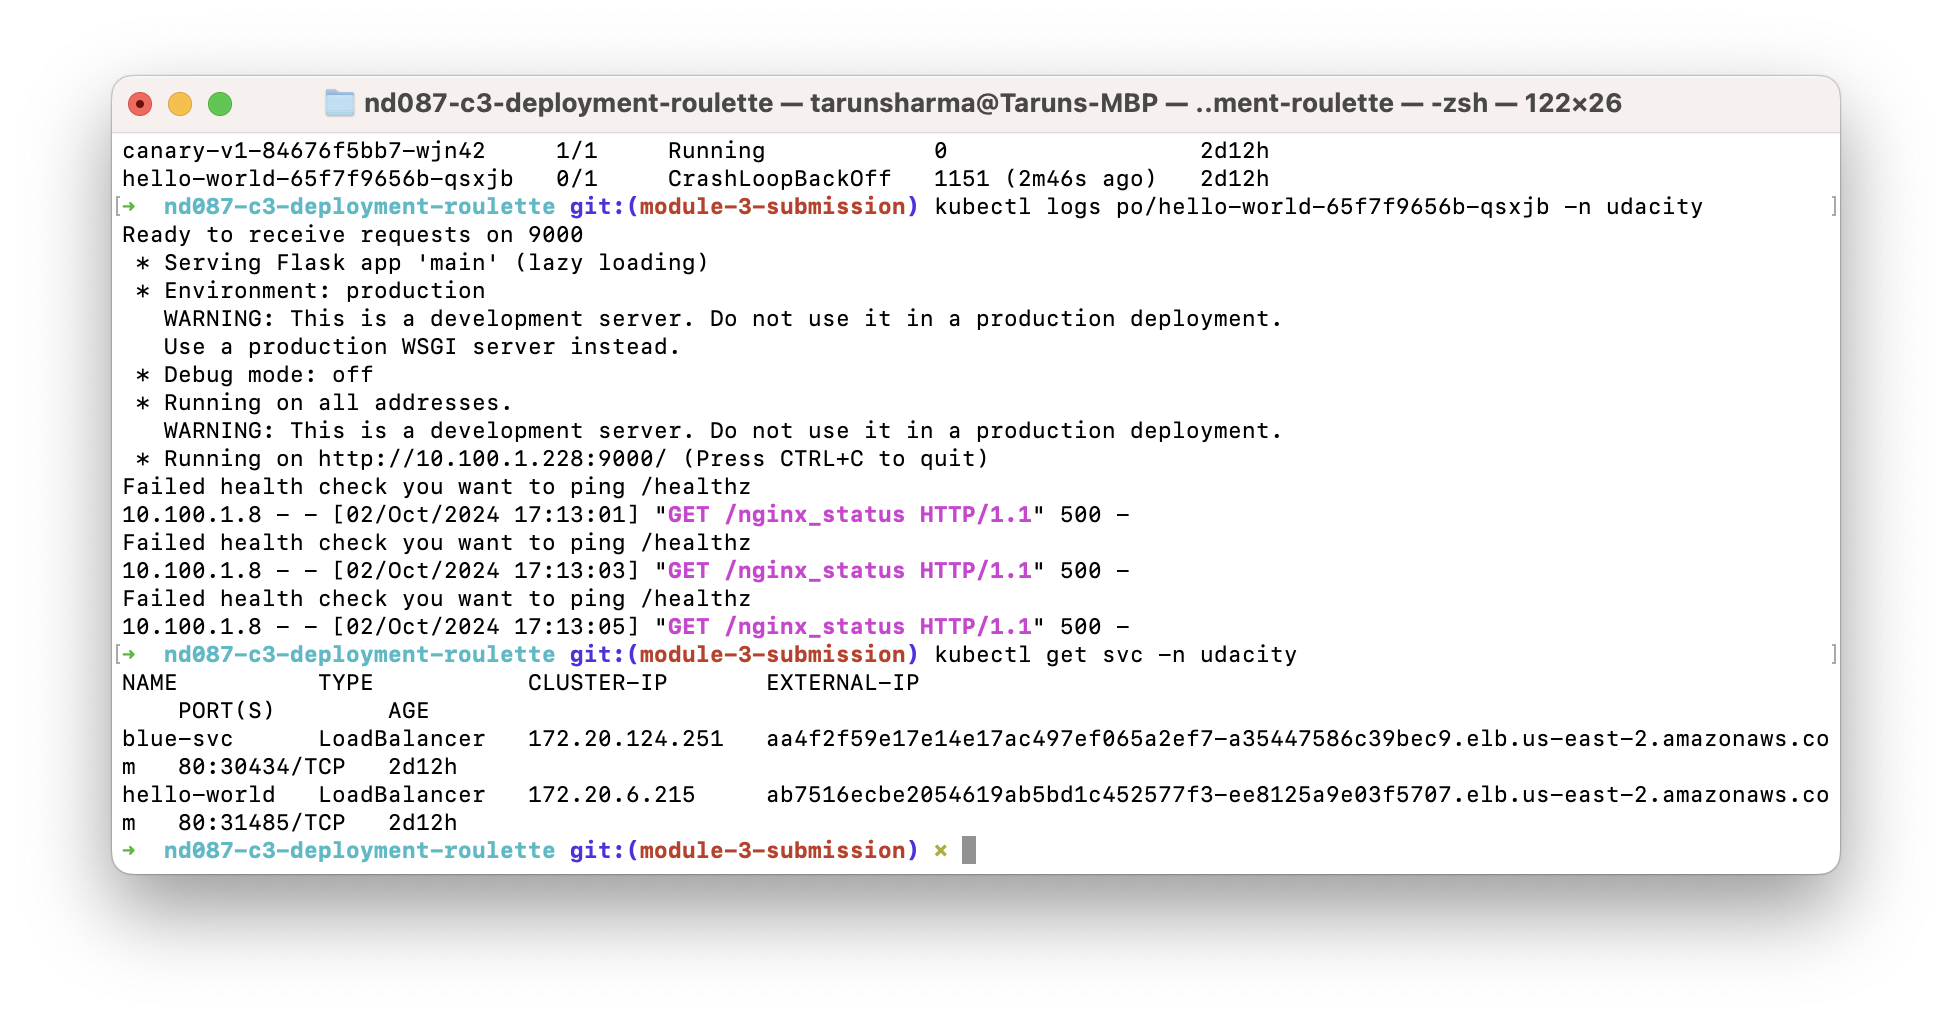 nd087-c3-deployment-roulette — tarunsharma@Taruns-MBP — ..ment-roulette — -zsh — 122×26
canary-v1-84676f5bb7-wjn42     1/1     Running            0                  2d12h
hello-world-65f7f9656b-qsxjb   0/1     CrashLoopBackOff   1151 (2m46s ago)   2d12h
[➜  nd087-c3-deployment-roulette git:(module-3-submission) kubectl logs po/hello-world-65f7f9656b-qsxjb -n udacity ]
Ready to receive requests on 9000
 * Serving Flask app 'main' (lazy loading)
 * Environment: production
   WARNING: This is a development server. Do not use it in a production deployment.
   Use a production WSGI server instead.
 * Debug mode: off
 * Running on all addresses.
   WARNING: This is a development server. Do not use it in a production deployment.
 * Running on http://10.100.1.228:9000/ (Press CTRL+C to quit)
Failed health check you want to ping /healthz
10.100.1.8 - - [02/Oct/2024 17:13:01] "GET /nginx_status HTTP/1.1" 500 -
Failed health check you want to ping /healthz
10.100.1.8 - - [02/Oct/2024 17:13:03] "GET /nginx_status HTTP/1.1" 500 -
Failed health check you want to ping /healthz
10.100.1.8 - - [02/Oct/2024 17:13:05] "GET /nginx_status HTTP/1.1" 500 -
[➜  nd087-c3-deployment-roulette git:(module-3-submission) kubectl get svc -n udacity ]
NAME          TYPE           CLUSTER-IP       EXTERNAL-IP
    PORT(S)        AGE
blue-svc      LoadBalancer   172.20.124.251   aa4f2f59e17e14e17ac497ef065a2ef7-a35447586c39bec9.elb.us-east-2.amazonaws.co
m   80:30434/TCP   2d12h
hello-world   LoadBalancer   172.20.6.215     ab7516ecbe2054619ab5bd1c452577f3-ee8125a9e03f5707.elb.us-east-2.amazonaws.co
m   80:31485/TCP   2d12h
➜  nd087-c3-deployment-roulette git:(module-3-submission) ×